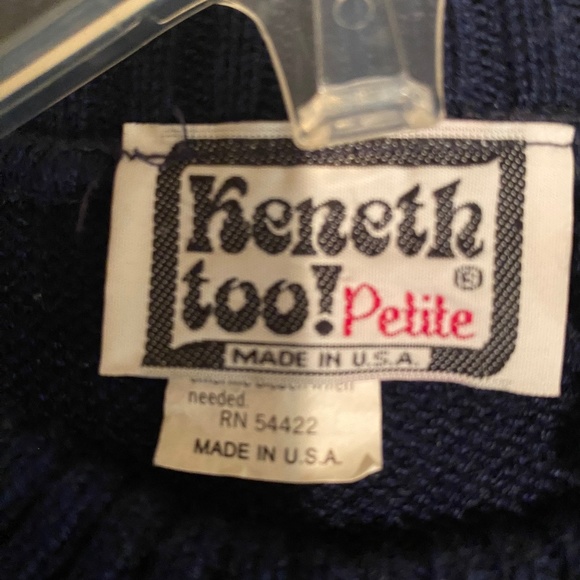 Keneth
too! Petite ®
MADE IN U.S.A.
needed.
RN 54422
MADE IN U.S.A.